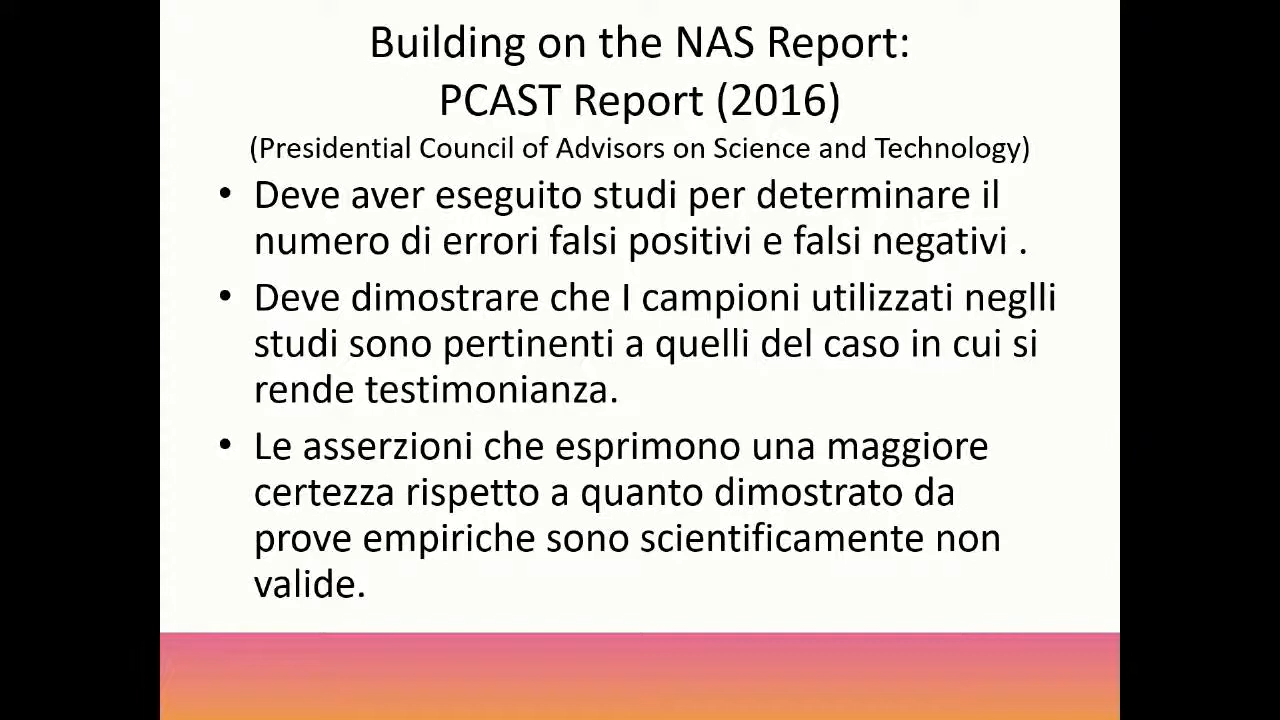 Building on the NAS Report:
PCAST Report (2016)
(Presidential Council of Advisors on Science and Technology)
• Deve aver eseguito studi per determinare il
numero di errori falsi positivi e falsi negativi .
• Deve dimostrare che I campioni utilizzati neglli
studi sono pertinenti a quelli del caso in cui si
rende testimonianza.
• Le asserzioni che esprimono una maggiore
certezza rispetto a quanto dimostrato da
prove empiriche sono scientificamente non
valide.